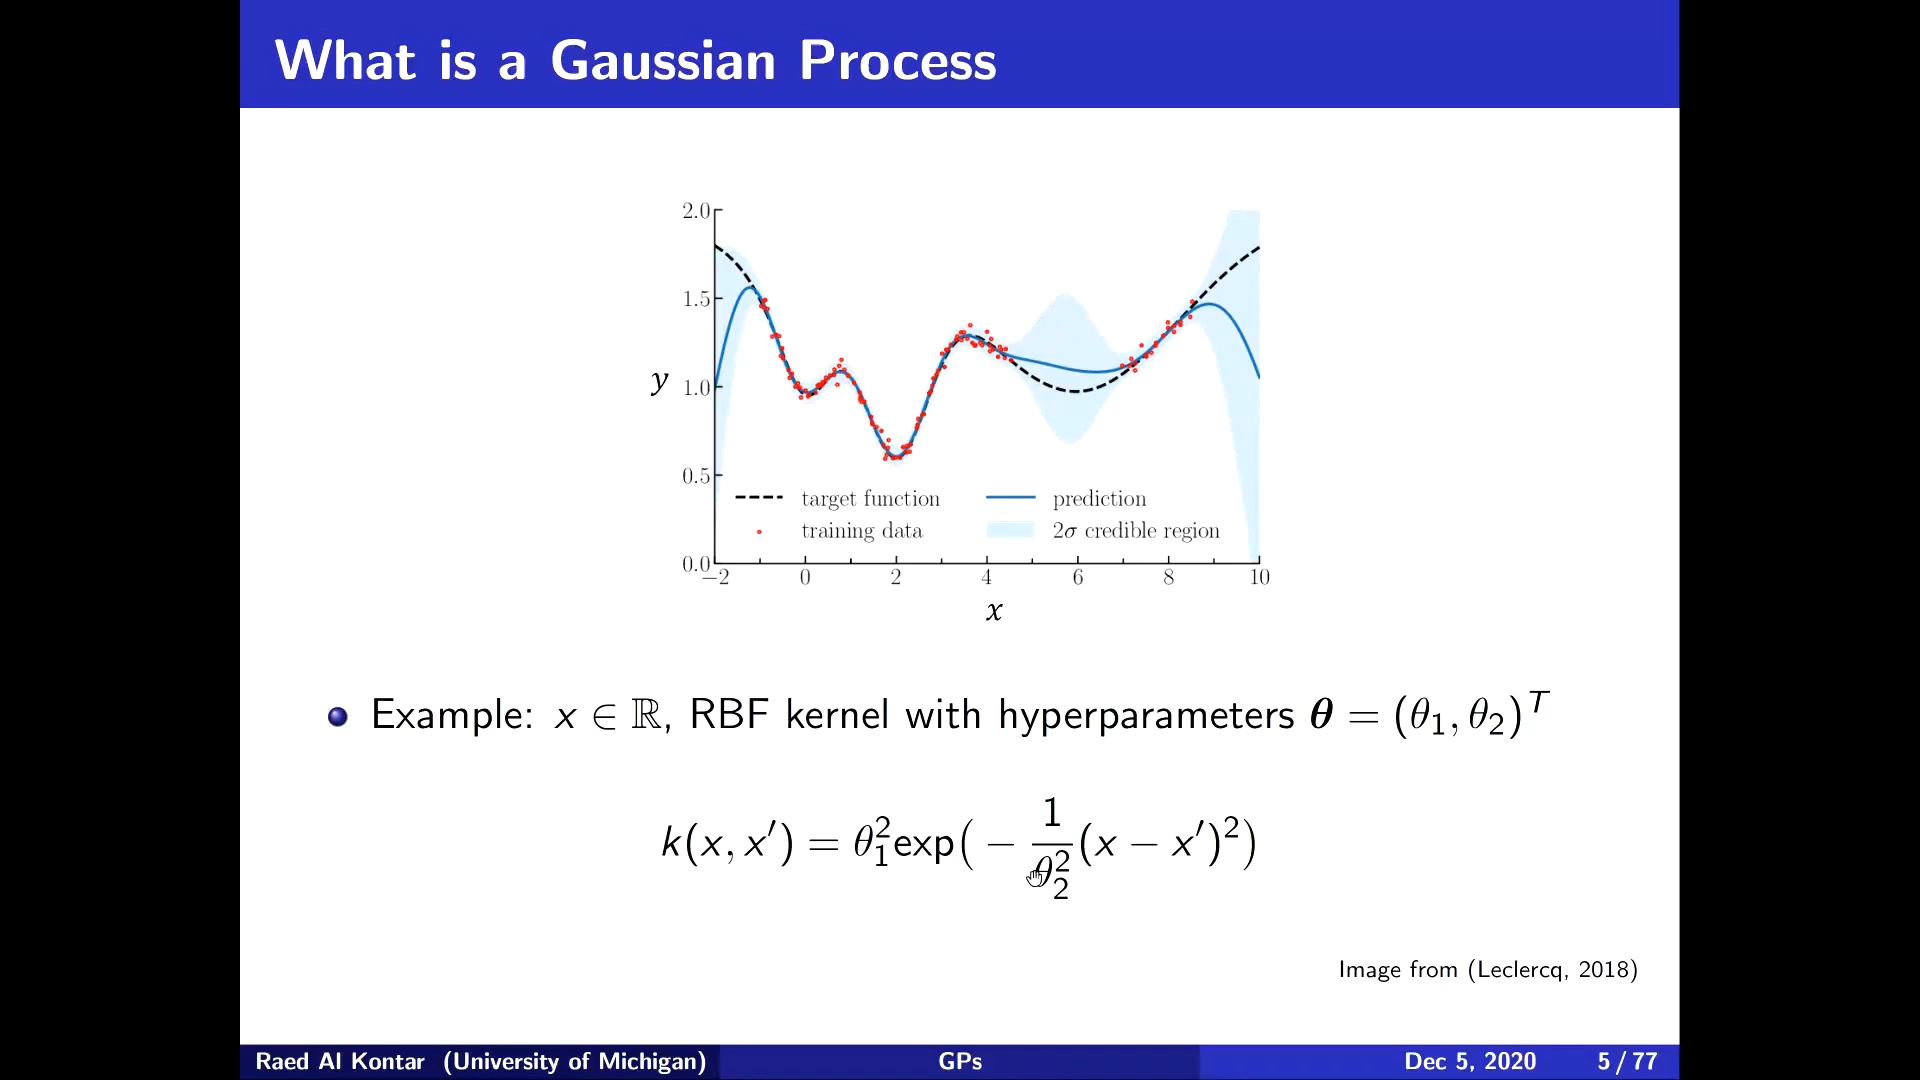 What is a Gaussian Process
2.0
1.5
1.0
0.5
0.0
y
target function
prediction
training data
2σ credible region
−2 0 2 4 6 8 10
x
Example: x ∈ ℝ, RBF kernel with hyperparameters θ = (θ₁, θ₂)ᵀ
k(x, x′) = θ₁²exp(− 1/θ₂² (x − x′)²)
Image from (Leclercq, 2018)
Raed Al Kontar (University of Michigan) GPs Dec 5, 2020 5 / 77